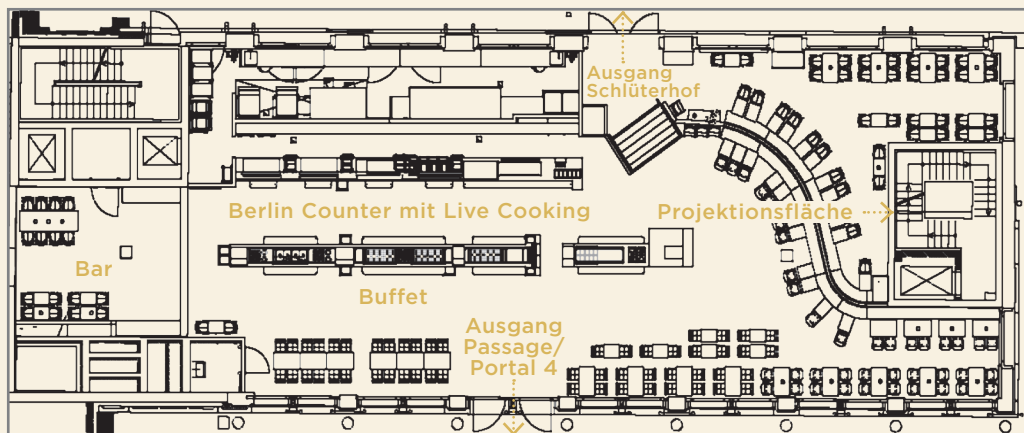 Ausgang
Schlüterhof
Berlin Counter mit Live Cooking
Projektionsfläche
Bar
Buffet
Ausgang
Passage/
Portal 4